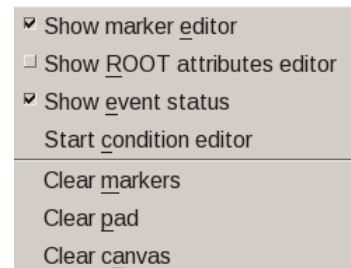 Show marker editor
Show ROOT attributes editor
Show event status
Start condition editor
Clear markers
Clear pad
Clear canvas